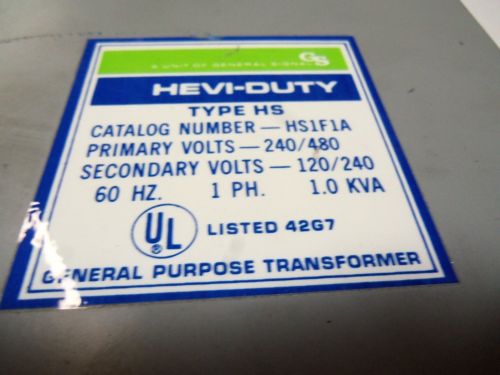 GS
A UNIT OF GENERAL SIGNAL
HEVI-DUTY
TYPE HS
CATALOG NUMBER — HS1F1A
PRIMARY VOLTS — 240/480
SECONDARY VOLTS — 120/240
60 HZ. 1 PH. 1.0 KVA
UL ® LISTED 42G7
GENERAL PURPOSE TRANSFORMER